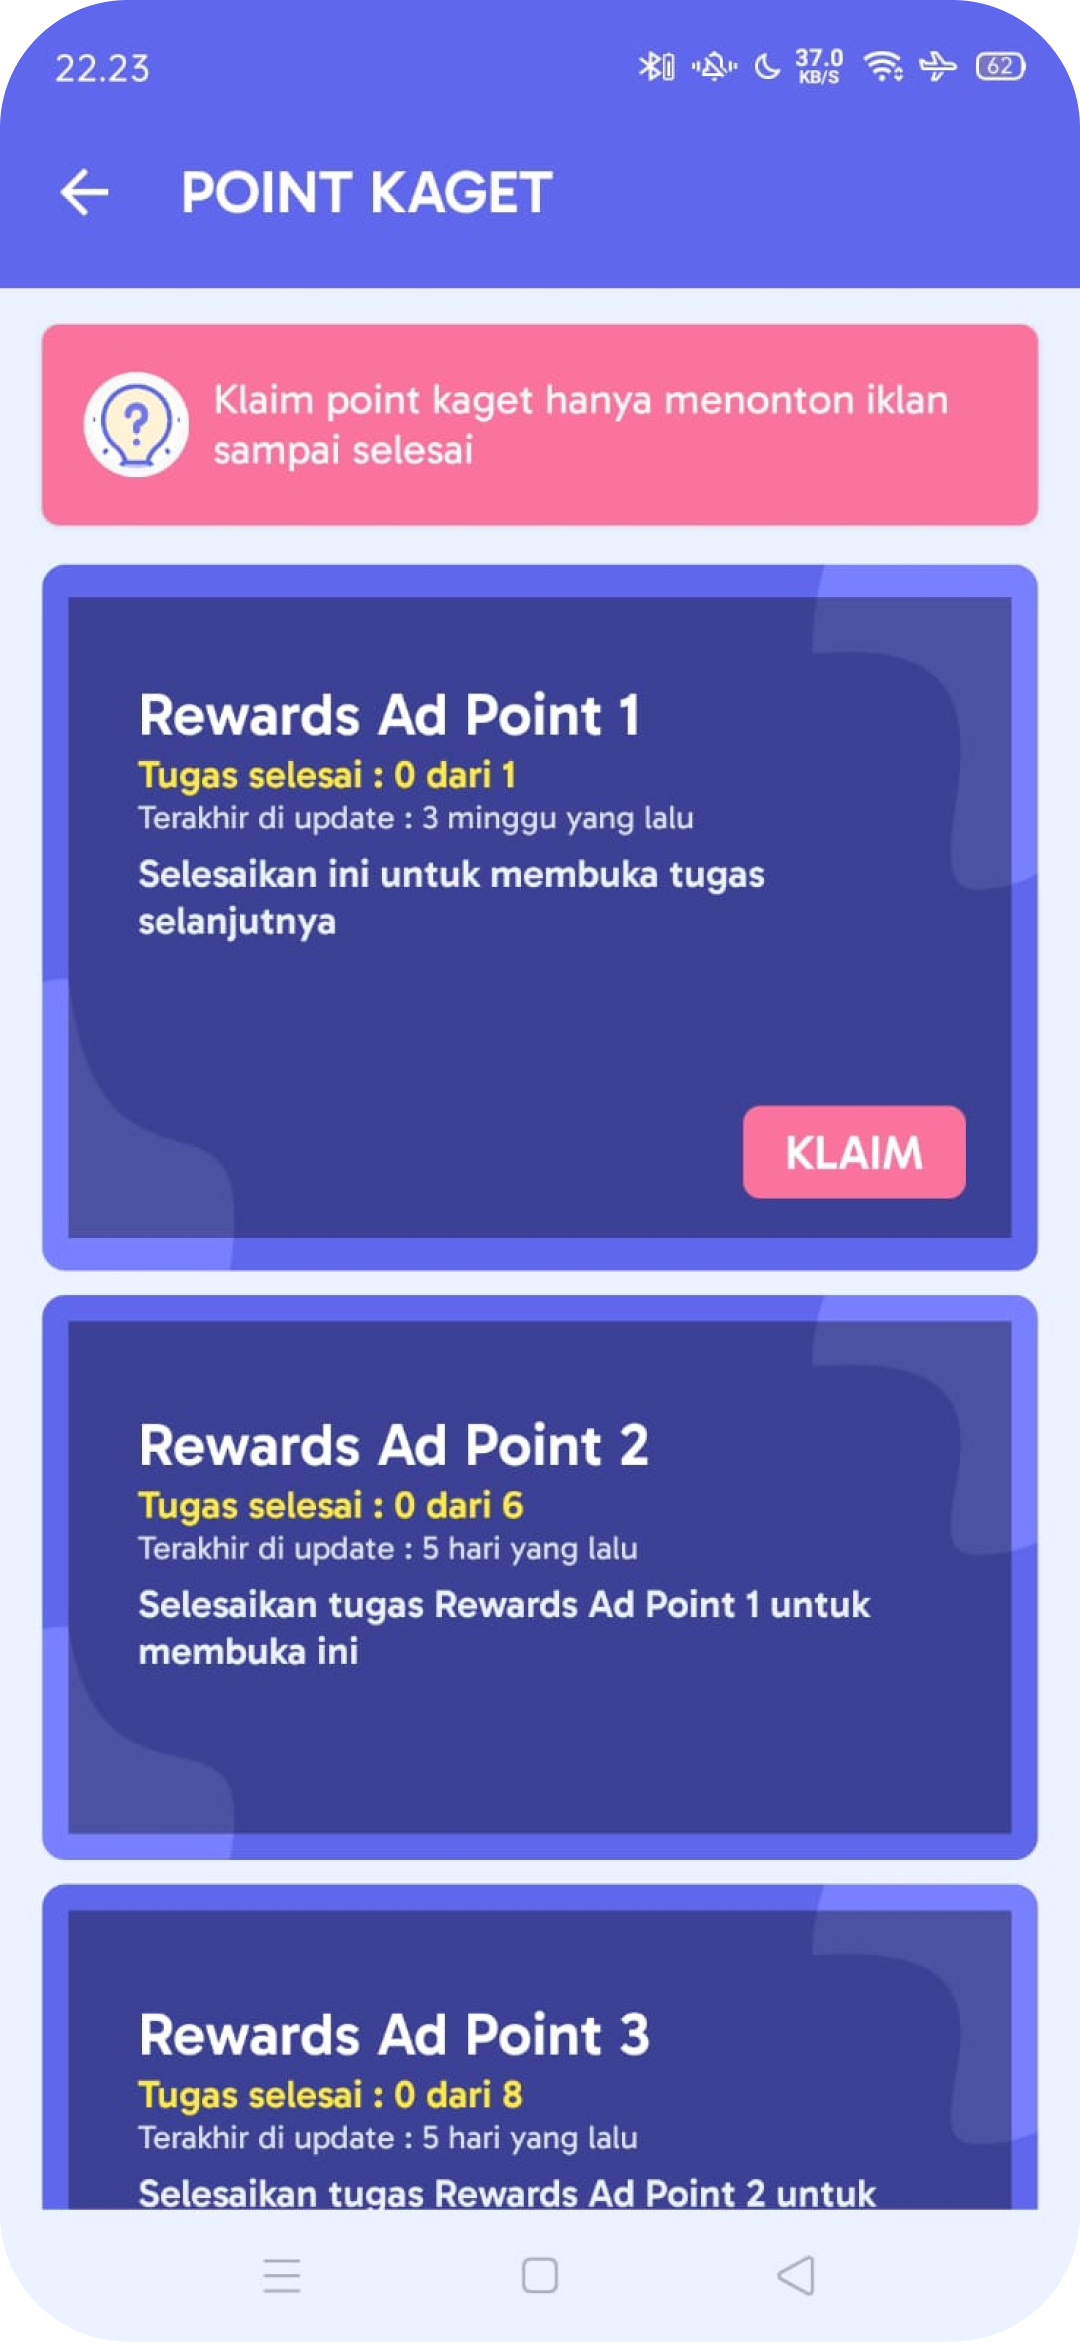 22.23
37.0
KB/S
62
POINT KAGET
Klaim point kaget hanya menonton iklan
sampai selesai
Rewards Ad Point 1
Tugas selesai : 0 dari 1
Terakhir di update : 3 minggu yang lalu
Selesaikan ini untuk membuka tugas
selanjutnya
KLAIM
Rewards Ad Point 2
Tugas selesai : 0 dari 6
Terakhir di update : 5 hari yang lalu
Selesaikan tugas Rewards Ad Point 1 untuk
membuka ini
Rewards Ad Point 3
Tugas selesai : 0 dari 8
Terakhir di update : 5 hari yang lalu
Selesaikan tugas Rewards Ad Point 2 untuk